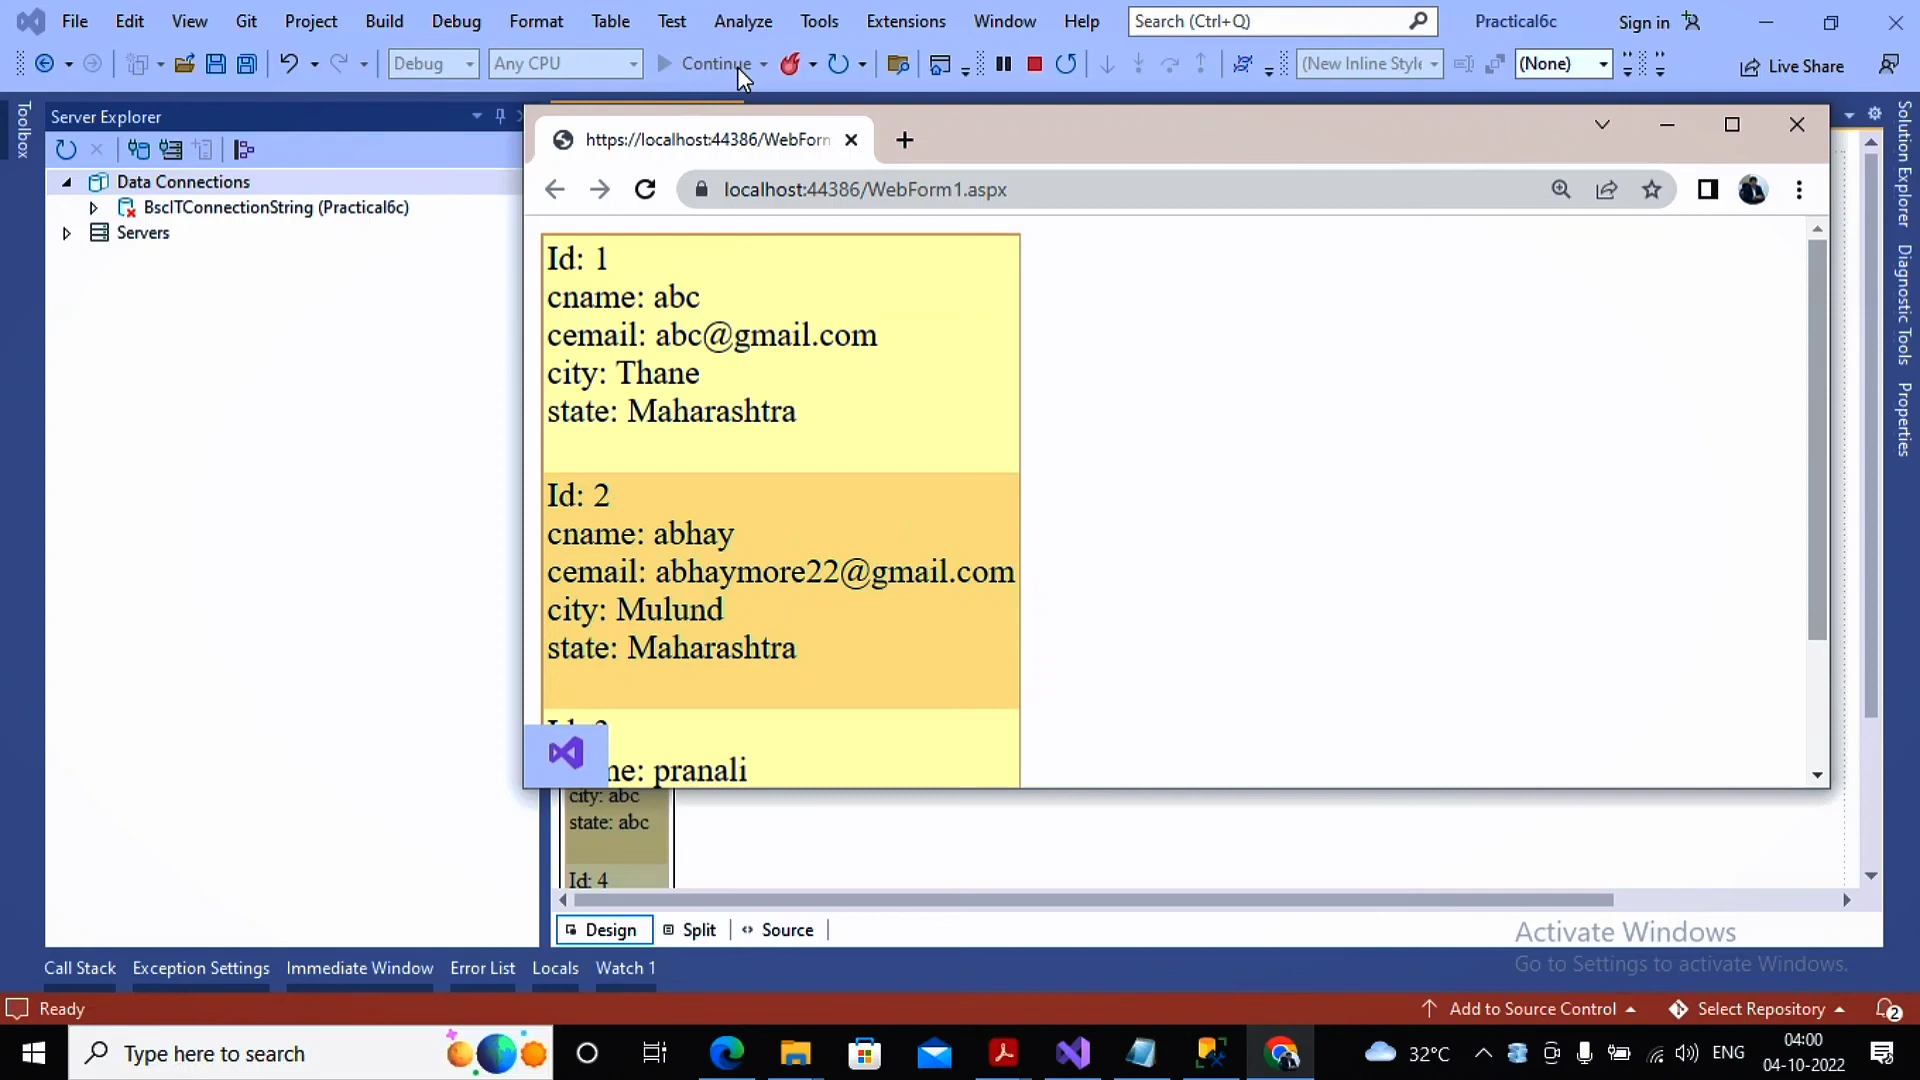 File Edit View Git Project Build Debug Format Table Test Analyze Tools Extensions Window Help Search (Ctrl+Q) Practical6c Sign in
Debug Any CPU Continue (New Inline Style (None) Live Share
Toolbox
Server Explorer
Data Connections
BscITConnectionString (Practical6c)
Servers
https://localhost:44386/WebForm
localhost:44386/WebForm1.aspx
Id: 1
cname: abc
cemail: abc@gmail.com
city: Thane
state: Maharashtra
Id: 2
cname: abhay
cemail: abhaymore22@gmail.com
city: Mulund
state: Maharashtra
pranali
city: abc
state: abc
Id: 4
Solution Explorer
Diagnostic Tools
Properties
Design Split Source
Activate Windows
Go to Settings to activate Windows.
Call Stack Exception Settings Immediate Window Error List Locals Watch 1
Ready Add to Source Control Select Repository 2
Type here to search 32°C ENG 04:00
04-10-2022